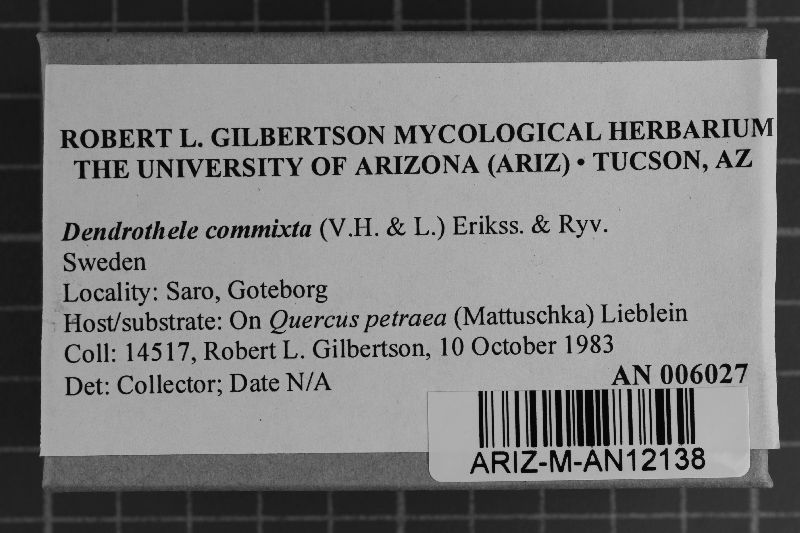 ROBERT L. GILBERTSON MYCOLOGICAL HERBARIUM
THE UNIVERSITY OF ARIZONA (ARIZ) • TUCSON, AZ
Dendrothele commixta (V.H. & L.) Erikss. & Ryv.
Sweden
Locality: Saro, Goteborg
Host/substrate: On Quercus petraea (Mattuschka) Lieblein
Coll: 14517, Robert L. Gilbertson, 10 October 1983
Det: Collector; Date N/A
AN 006027
ARIZ-M-AN12138